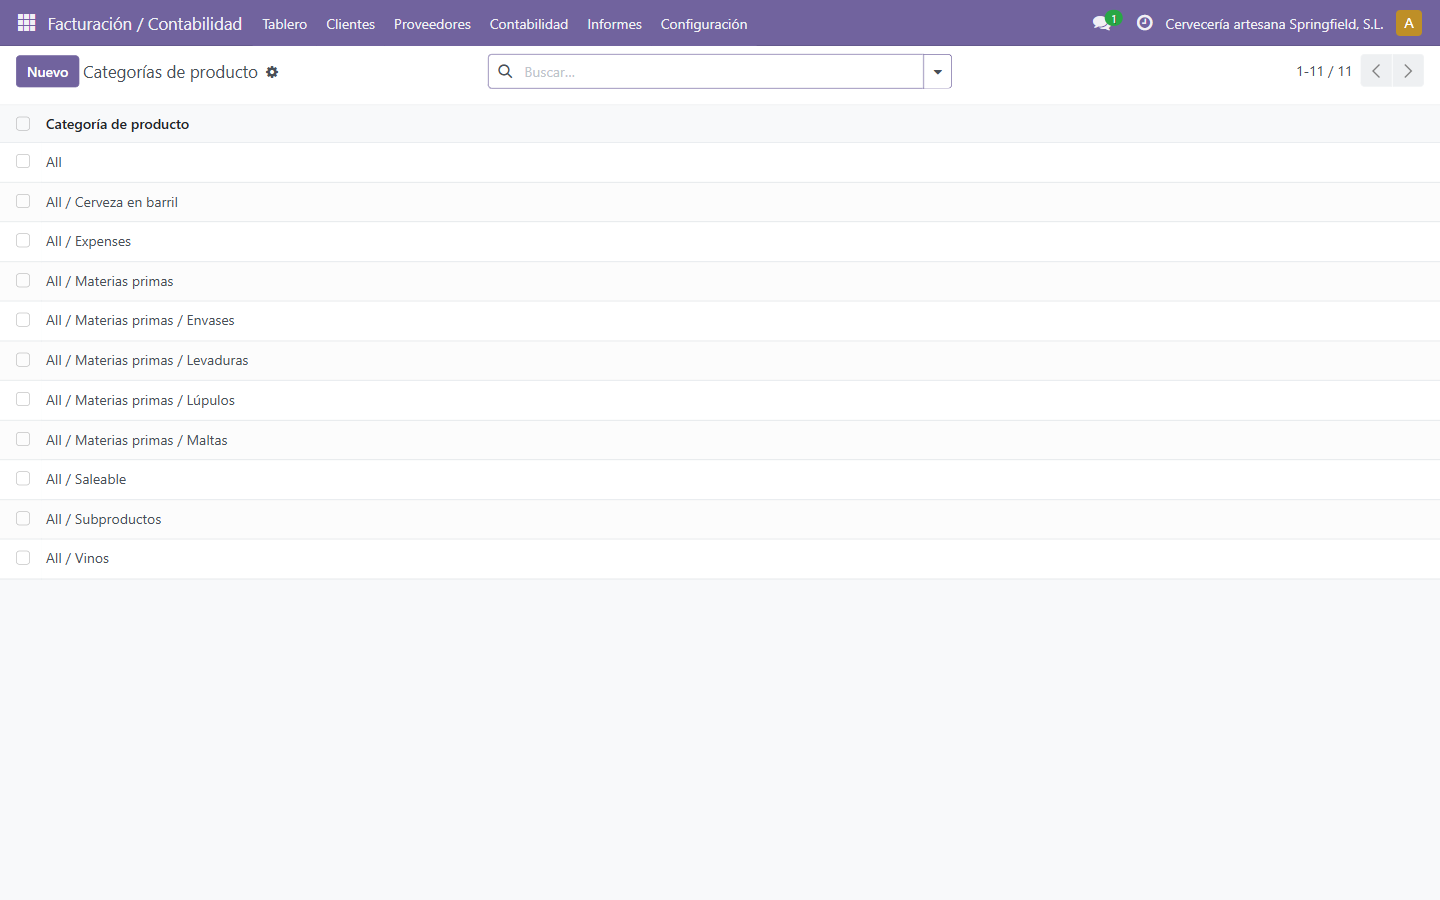 Facturación / Contabilidad Tablero Clientes Proveedores Contabilidad Informes Configuración 1 Cervecería artesana Springfield, S.L. A
Nuevo Categorías de producto Buscar... 1-11 / 11
Categoría de producto
All
All / Cerveza en barril
All / Expenses
All / Materias primas
All / Materias primas / Envases
All / Materias primas / Levaduras
All / Materias primas / Lúpulos
All / Materias primas / Maltas
All / Saleable
All / Subproductos
All / Vinos